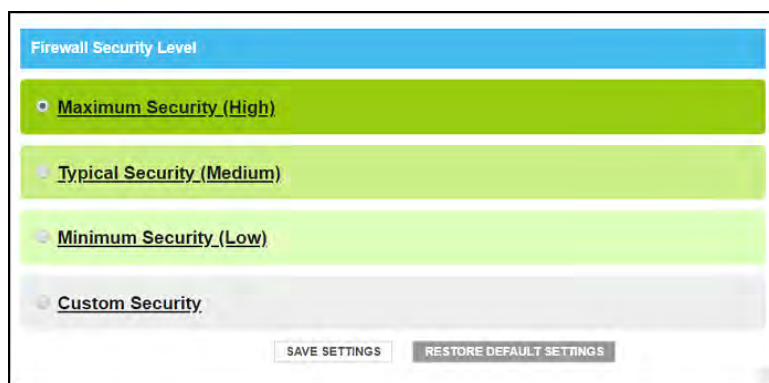 Firewall Security Level
Maximum Security (High)
Typical Security (Medium)
Minimum Security (Low)
Custom Security
SAVE SETTINGS RESTORE DEFAULT SETTINGS